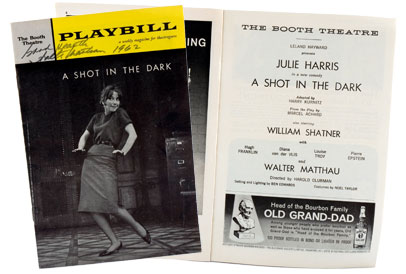 The Booth
Theatre
PLAYBILL
a weekly magazine for theatregoers
1962
A SHOT IN THE DARK
ING
THE BOOTH THEATRE
LELAND HAYWARD
presents
JULIE HARRIS
in a new comedy
A SHOT IN THE DARK
Adapted by
HARRY KURNITZ
From the Play by
MARCEL ACHARD
also starring
WILLIAM SHATNER
with
Hugh
FRANKLIN
Diana
van der VLIS
Louise
TROY
Pierre
EPSTEIN
and
WALTER MATTHAU
Directed by HAROLD CLURMAN
Setting and Lighting by BEN EDWARDS
Costumes by NOEL TAYLOR
Head of the Bourbon Family
OLD GRAND-DAD